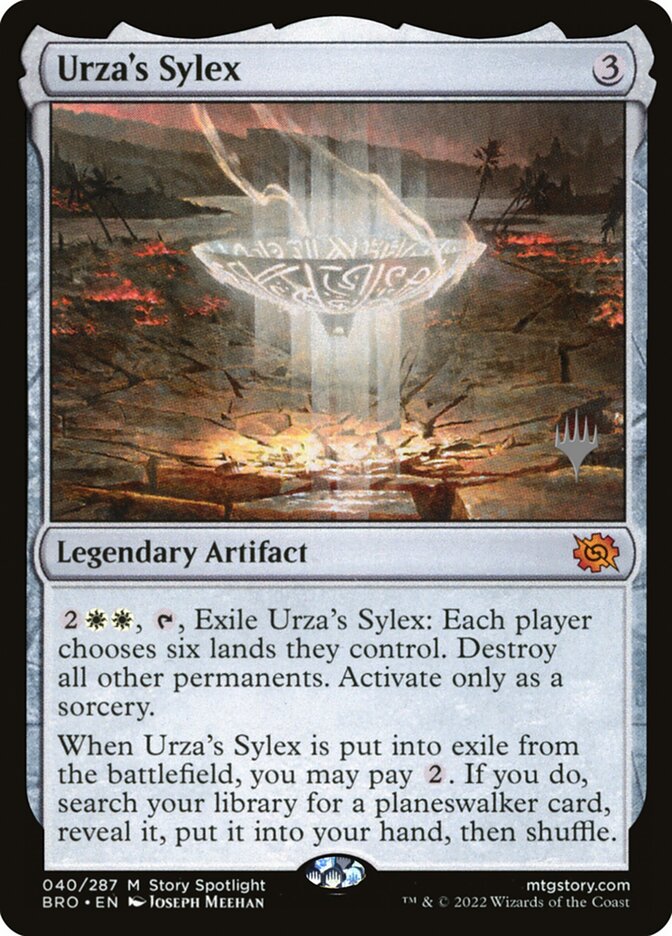 Urza's Sylex 3
Legendary Artifact
2, , Exile Urza's Sylex: Each player
chooses six lands they control. Destroy
all other permanents. Activate only as a
sorcery.
When Urza's Sylex is put into exile from
the battlefield, you may pay 2. If you do,
search your library for a planeswalker card,
reveal it, put it into your hand, then shuffle.
040/287 M Story Spotlight mtgstory.com
BRO • EN Joseph Meehan ™ & © 2022 Wizards of the Coast